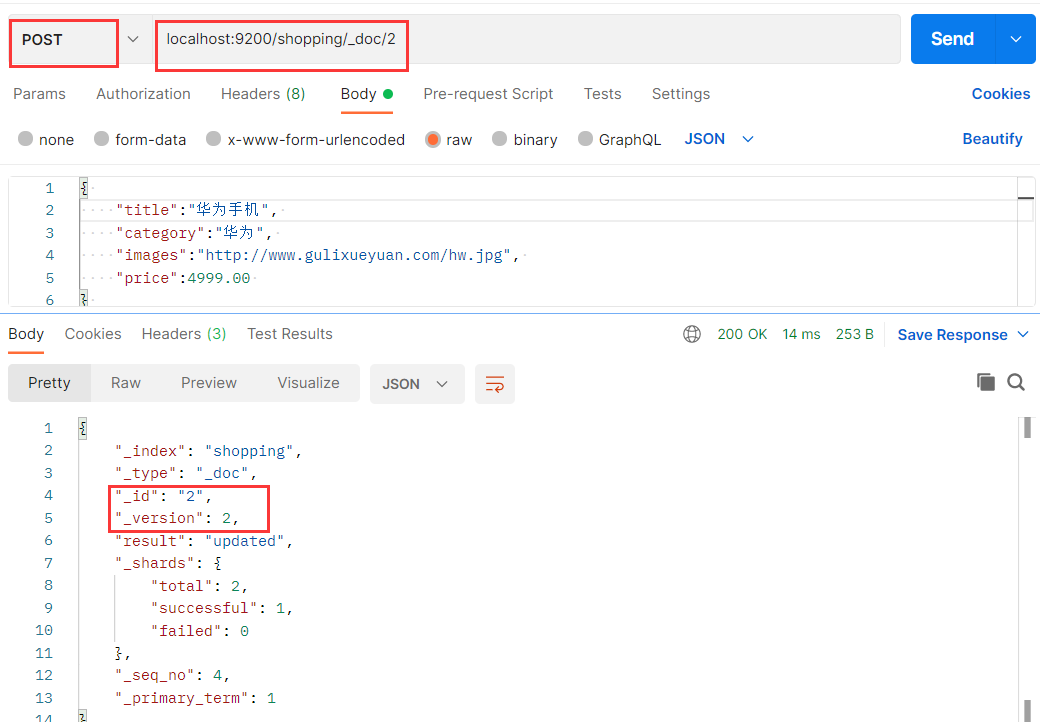 POST localhost:9200/shopping/_doc/2 Send
Params Authorization Headers (8) Body Pre-request Script Tests Settings Cookies
none form-data x-www-form-urlencoded raw binary GraphQL JSON Beautify
1 {
2 "title":"华为手机",
3 "category":"华为",
4 "images":"http://www.gulixueyuan.com/hw.jpg",
5 "price":4999.00
6 }
Body Cookies Headers (3) Test Results 200 OK 14 ms 253 B Save Response
Pretty Raw Preview Visualize JSON
1 {
2 "_index": "shopping",
3 "_type": "_doc",
4 "_id": "2",
5 "_version": 2,
6 "result": "updated",
7 "_shards": {
8 "total": 2,
9 "successful": 1,
10 "failed": 0
11 },
12 "_seq_no": 4,
13 "_primary_term": 1
14 }